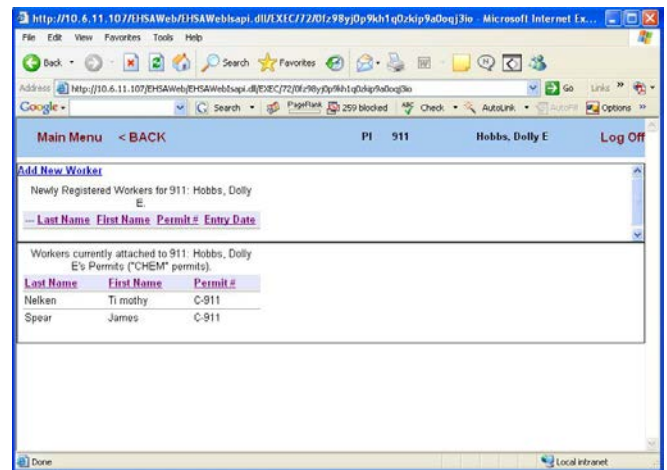 http://10.6.11.107/EHSAWeb/EHSAWebIsapi.dll/EXEC/72/0fz98yj0p9kh1q0zkip9a0oqj3io - Microsoft Internet Ex...
File Edit View Favorites Tools Help
Back Search Favorites
Address http://10.6.11.107/EHSAWeb/EHSAWebIsapi.dll/EXEC/72/0fz98yj0p9kh1q0zkip9a0oqj3io Go Links »
Google Search PageRank 259 blocked ABC Check AutoLink AutoFill Options »
Main Menu < BACK PI 911 Hobbs, Dolly E Log Off
Add New Worker
Newly Registered Workers for 911: Hobbs, Dolly
E.
--- Last Name First Name Permit # Entry Date
Workers currently attached to 911: Hobbs, Dolly
E's Permits ("CHEM" permits).
Last Name First Name Permit #
Nelken Ti mothy C-911
Spear James C-911
Done Local intranet